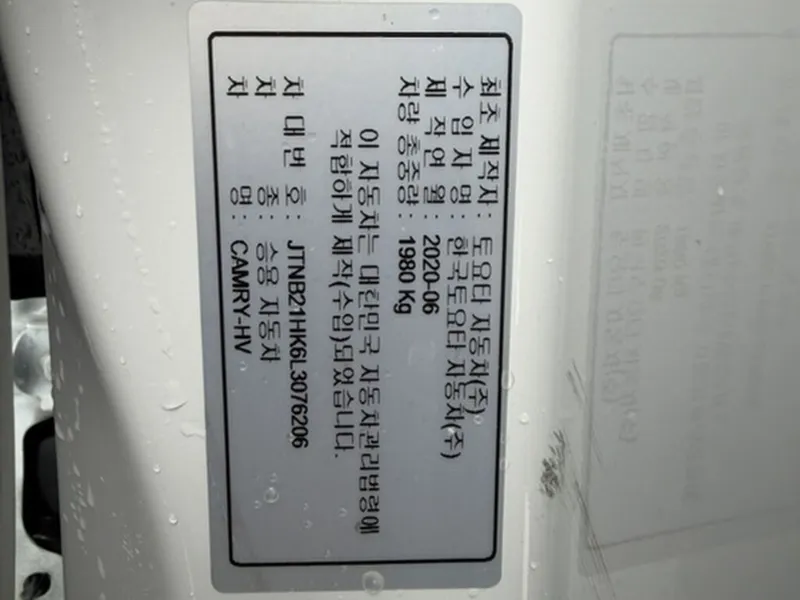 최초 제작자 : 토요타 자동차(주)
수 입 자 명 : 한국토요타 자동차(주)
제 작 연 월 : 2020-06
차량 총중량 : 1980 Kg
이 자동차는 대한민국 자동차관리법령에
적합하게 제작(수입)되었습니다.
차 대 번 호 : JTNB21HK6L3076206
차 종 : 승용 자동차
차 명 : CAMRY-HV